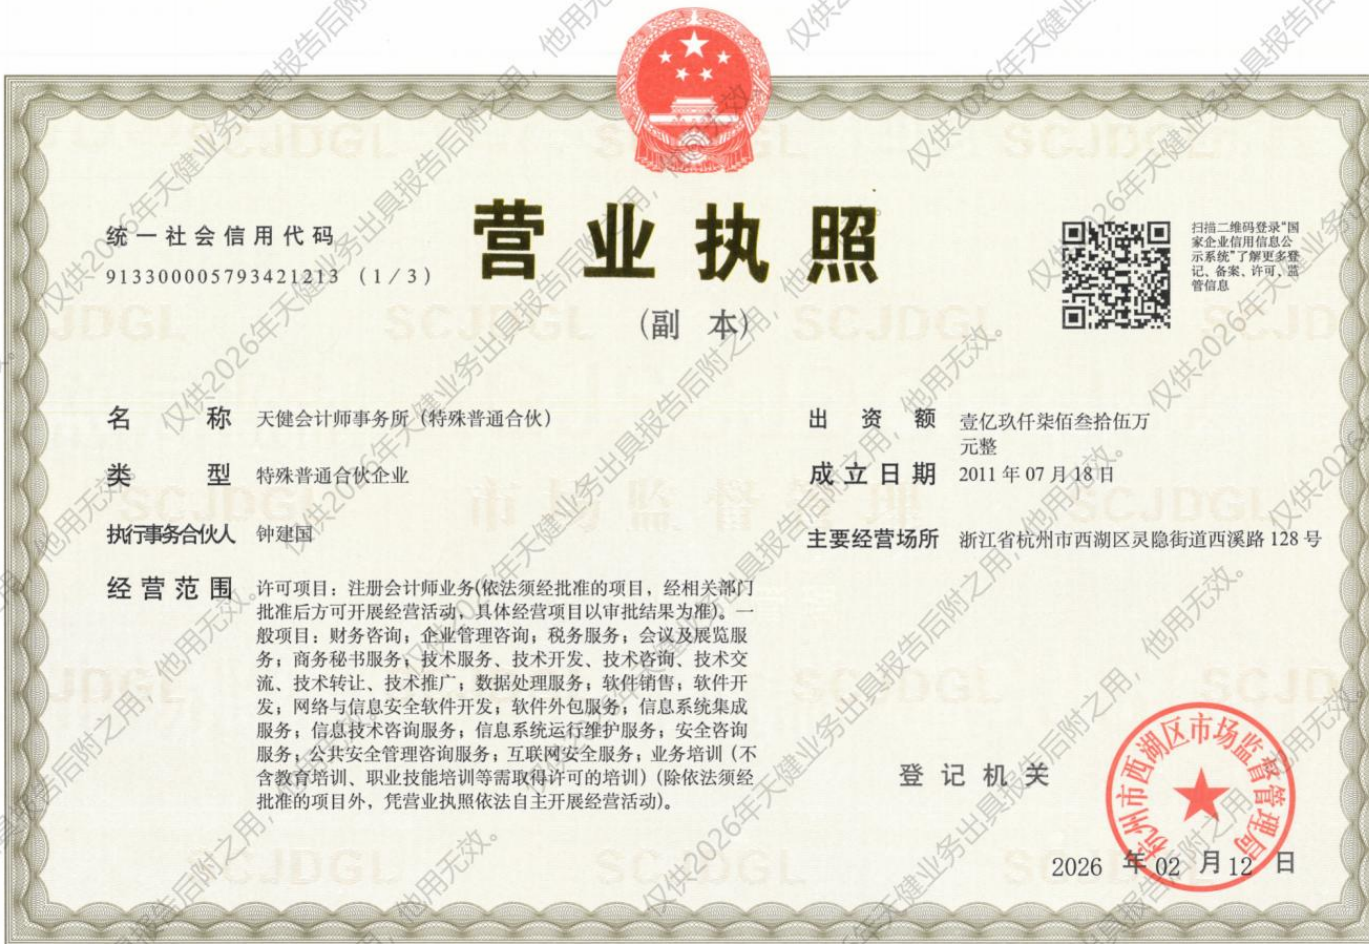 营业执照
(副 本)
统一社会信用代码
913300005793421213 (1/3)
扫描二维码登录“国
家企业信用信息公
示系统”了解更多登
记、备案、许可、监
管信息
名 称 天健会计师事务所（特殊普通合伙）
类 型 特殊普通合伙企业
执行事务合伙人 钟建国
经营范围 许可项目：注册会计师业务(依法须经批准的项目，经相关部门
批准后方可开展经营活动，具体经营项目以审批结果为准)。一
般项目：财务咨询；企业管理咨询；税务服务；会议及展览服
务；商务秘书服务；技术服务、技术开发、技术咨询、技术交
流、技术转让、技术推广；数据处理服务；软件销售；软件开
发；网络与信息安全软件开发；软件外包服务；信息系统集成
服务；信息技术咨询服务；信息系统运行维护服务；安全咨询
服务；公共安全管理咨询服务；互联网安全服务；业务培训（不
含教育培训、职业技能培训等需取得许可的培训）(除依法须经
批准的项目外，凭营业执照依法自主开展经营活动)。
出 资 额 壹亿玖仟柒佰叁拾伍万
元整
成立日期 2011年07月18日
主要经营场所 浙江省杭州市西湖区灵隐街道西溪路128号
登记机关
杭州市西湖区市场监督管理局
2026 年 02 月 12 日
仅供2026年天健业务出具报告后附之用，他用无效。
SCJDGL
市场监督管理